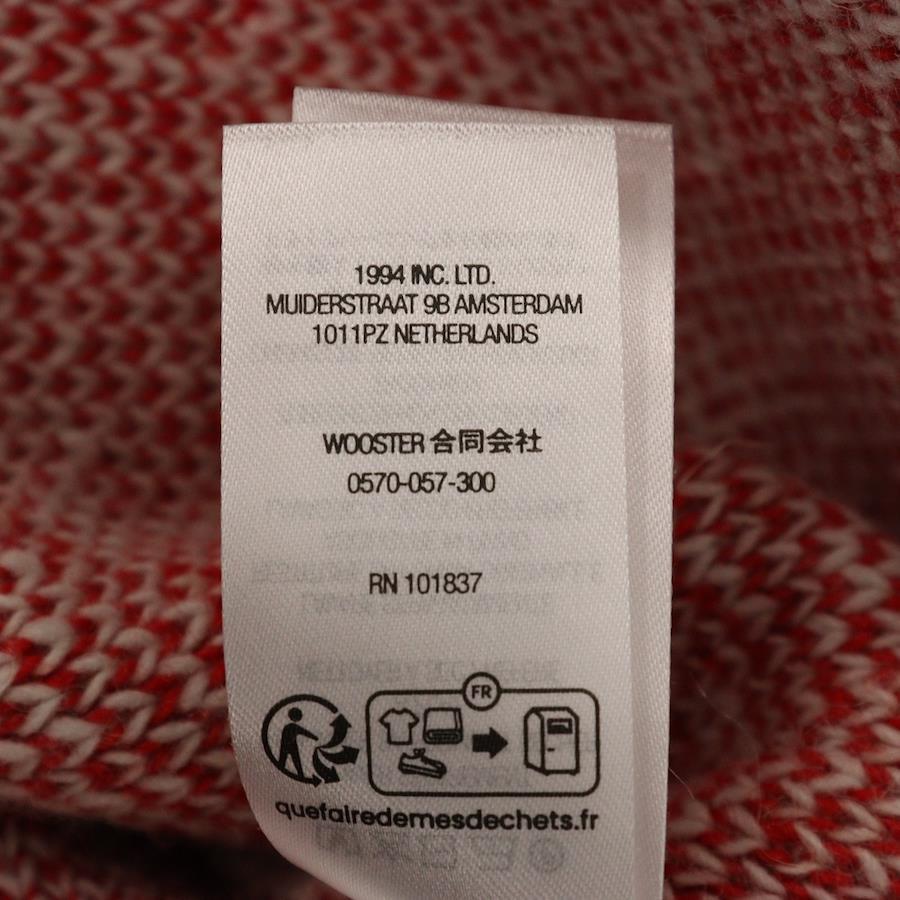 1994 INC. LTD.
MUIDERSTRAAT 9B AMSTERDAM
1011PZ NETHERLANDS
WOOSTER 合同会社
0570-057-300
RN 101837
FR
quefairedemesdechets.fr